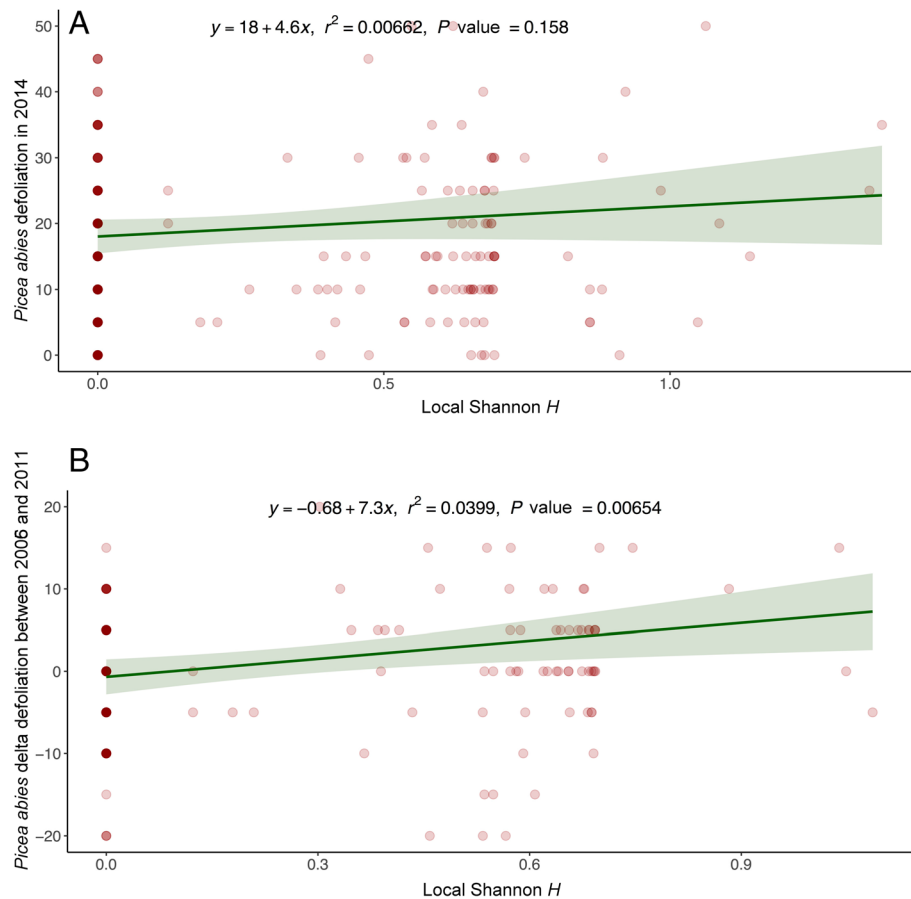 A
y = 18 + 4.6x, r² = 0.00662, P value = 0.158
Picea abies defoliation in 2014
50
40
30
20
10
0
0.0
0.5
1.0
Local Shannon H
B
y = −0.68 + 7.3x, r² = 0.0399, P value = 0.00654
Picea abies delta defoliation between 2006 and 2011
20
10
0
−10
−20
0.0
0.3
0.6
0.9
Local Shannon H